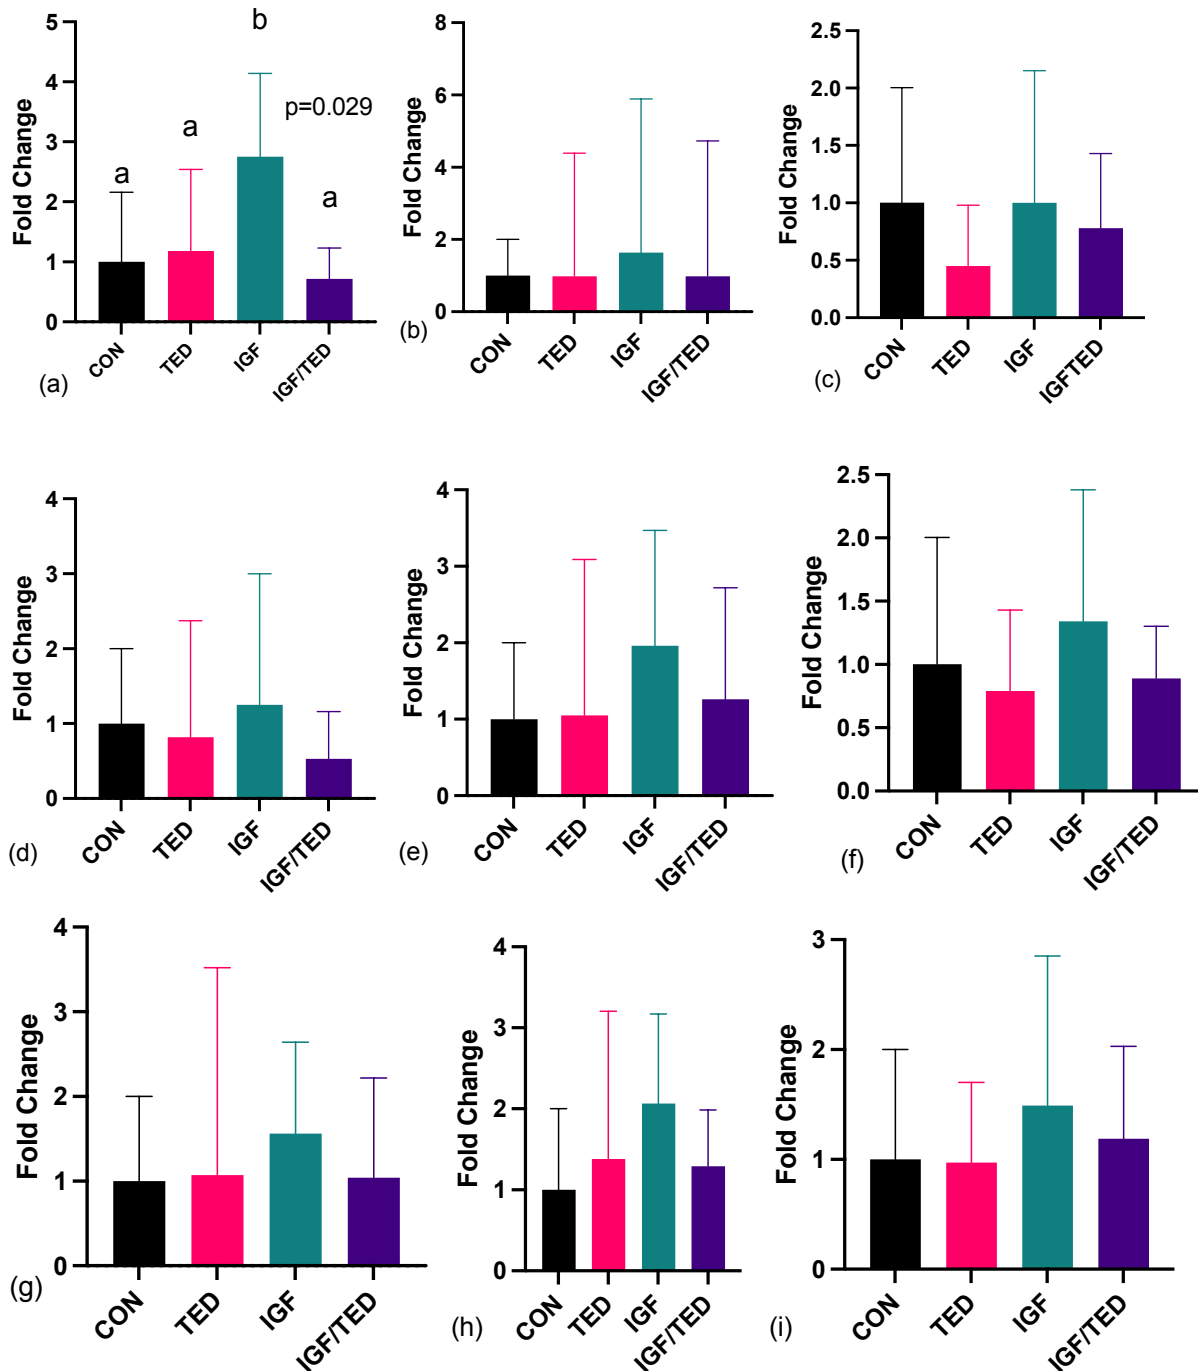 5
4
3
2
1
0
Fold Change
a
a
b
a
p=0.029
CON
TED
IGF
IGF/TED
(a)
8
6
4
2
0
Fold Change
CON
TED
IGF
IGF/TED
(b)
2.5
2.0
1.5
1.0
0.5
0.0
Fold Change
CON
TED
IGF
IGFTED
(c)
4
3
2
1
0
Fold Change
CON
TED
IGF
IGF/TED
(d)
4
3
2
1
0
Fold Change
CON
TED
IGF
IGF/TED
(e)
2.5
2.0
1.5
1.0
0.5
0.0
Fold Change
CON
TED
IGF
IGF/TED
(f)
4
3
2
1
0
Fold Change
CON
TED
IGF
IGF/TED
(g)
4
3
2
1
0
Fold Change
CON
TED
IGF
IGF/TED
(h)
3
2
1
0
Fold Change
CON
TED
IGF
IGF/TED
(i)